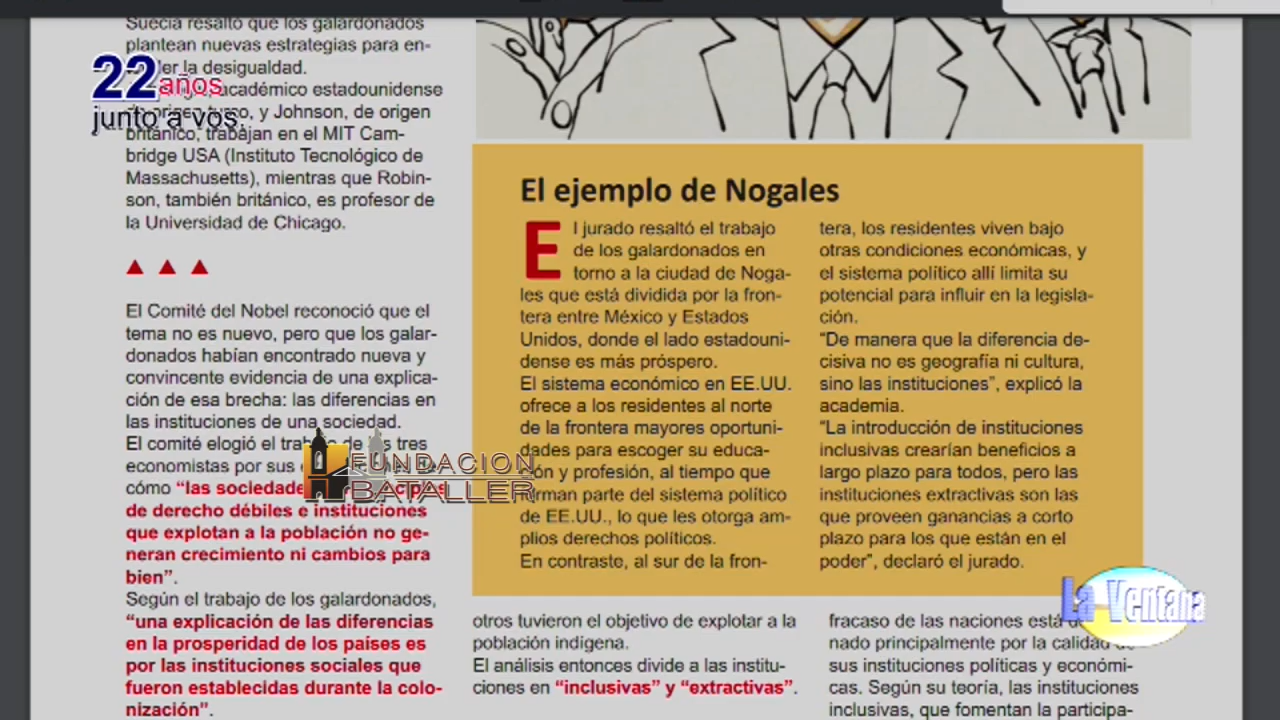 Suecia resaltó que los galardonados
plantean nuevas estrategias para en-
der la desigualdad.
académico estadounidense
de origen turco, y Johnson, de origen
británico, trabajan en el MIT Cam-
bridge USA (Instituto Tecnológico de
Massachusetts), mientras que Robin-
son, también británico, es profesor de
la Universidad de Chicago.
El Comité del Nobel reconoció que el
tema no es nuevo, pero que los galar-
donados habían encontrado nueva y
convincente evidencia de una explica-
ción de esa brecha: las diferencias en
las instituciones de una sociedad.
El comité elogió el trabajo de los tres
economistas por sus
cómo “las sociedades
de derecho débiles e instituciones
que explotan a la población no ge-
neran crecimiento ni cambios para
bien”.
Según el trabajo de los galardonados,
“una explicación de las diferencias
en la prosperidad de los países es
por las instituciones sociales que
fueron establecidas durante la colo-
nización”.
22 años
junto a vos.
El ejemplo de Nogales
El jurado resaltó el trabajo
de los galardonados en
torno a la ciudad de Noga-
les que está dividida por la fron-
tera entre México y Estados
Unidos, donde el lado estadouni-
dense es más próspero.
El sistema económico en EE.UU.
ofrece a los residentes al norte
de la frontera mayores oportuni-
dades para escoger su educa-
ción y profesión, al tiempo que
forman parte del sistema político
de EE.UU., lo que les otorga am-
plios derechos políticos.
En contraste, al sur de la fron-
tera, los residentes viven bajo
otras condiciones económicas, y
el sistema político allí limita su
potencial para influir en la legisla-
ción.
“De manera que la diferencia de-
cisiva no es geografía ni cultura,
sino las instituciones”, explicó la
academia.
“La introducción de instituciones
inclusivas crearían beneficios a
largo plazo para todos, pero las
instituciones extractivas son las
que proveen ganancias a corto
plazo para los que están en el
poder”, declaró el jurado.
FUNDACION
BATALLER
otros tuvieron el objetivo de explotar a la
población indígena.
El análisis entonces divide a las institu-
ciones en “inclusivas” y “extractivas”.
fracaso de las naciones está
nado principalmente por la calidad de
sus instituciones políticas y económi-
cas. Según su teoría, las instituciones
inclusivas, que fomentan la participa-
La Ventana